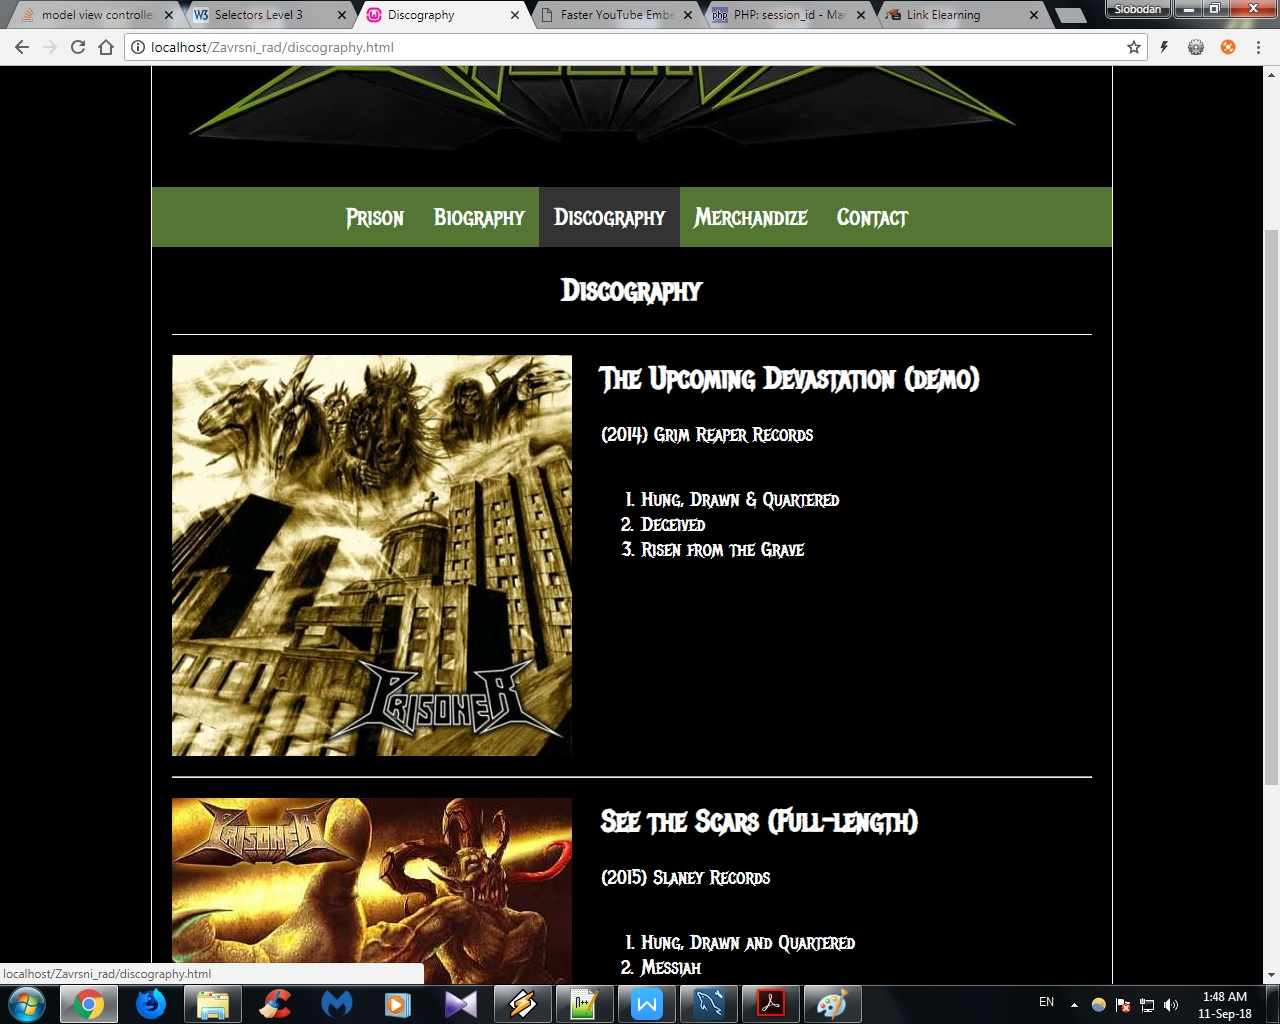 model view controller
Selectors Level 3
Discography
Faster YouTube Embe
PHP: session_id - Mar
Link Elearning
Slobodan
localhost/Zavrsni_rad/discography.html
Prison Biography Discography Merchandize Contact
Discography
The Upcoming Devastation (demo)
(2014) Grim Reaper Records
1. Hung, Drawn & Quartered
2. Deceived
3. Risen from the Grave
PRISONER
PRISONER
See the Scars (Full-length)
(2015) Slaney Records
1. Hung, Drawn and Quartered
2. Messiah
localhost/Zavrsni_rad/discography.html
EN
1:48 AM
11-Sep-18